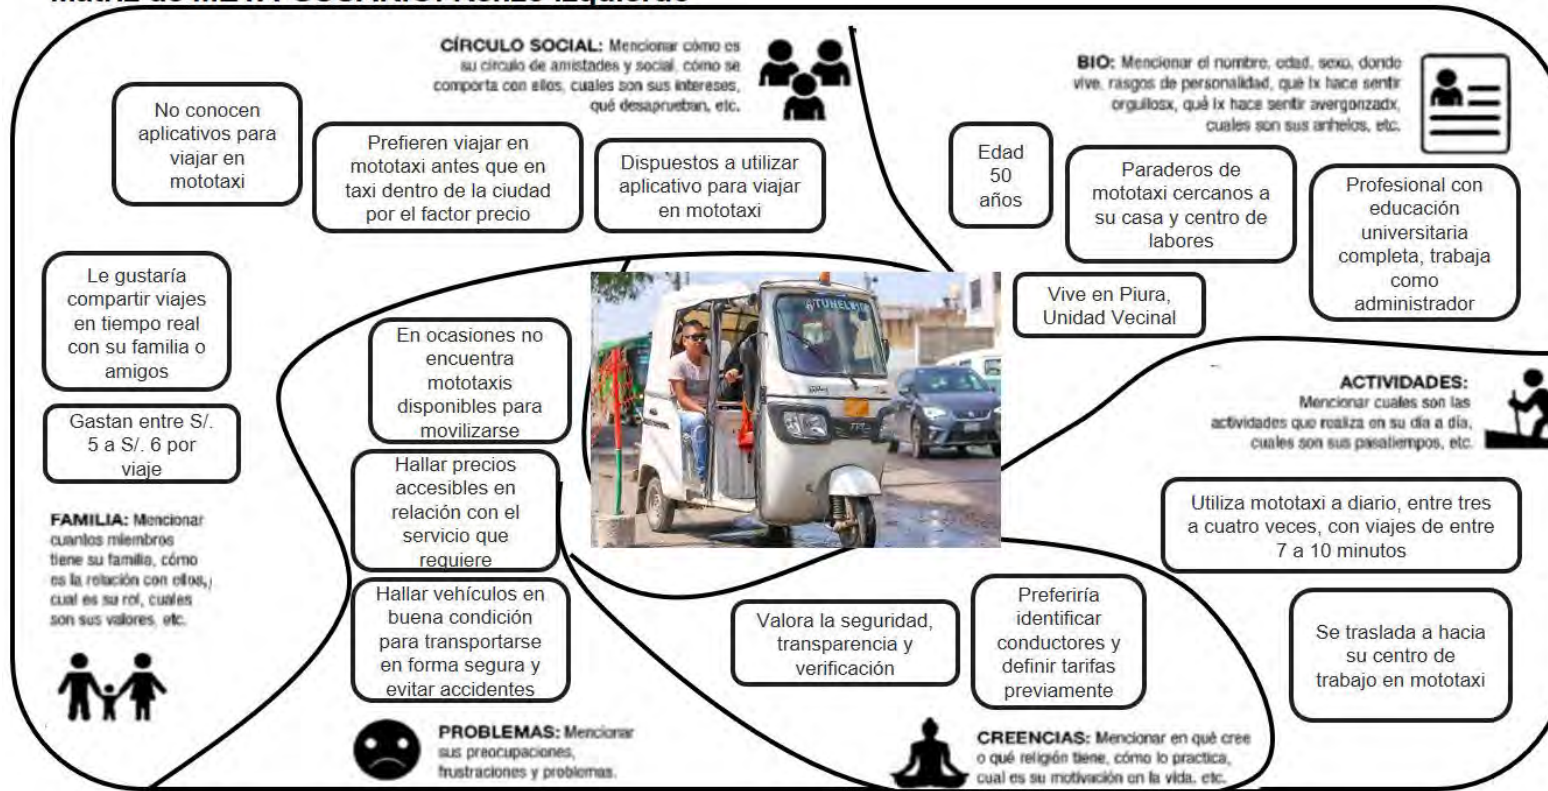 Matriz de META-USUARIO: Renzo Izquierdo
CÍRCULO SOCIAL: Mencionar cómo es
su círculo de amistades y social, cómo se
comporta con ellos, cuales son sus intereses,
qué desaprueban, etc.
No conocen
aplicativos para
viajar en
mototaxi
Prefieren viajar en
mototaxi antes que en
taxi dentro de la ciudad
por el factor precio
Dispuestos a utilizar
aplicativo para viajar
en mototaxi
BIO: Mencionar el nombre, edad, sexo, donde
vive, rasgos de personalidad, qué lx hace sentir
orgullosx, qué lx hace sentir avergonzadx,
cuales son sus anhelos, etc.
Edad
50
años
Paraderos de
mototaxi cercanos a
su casa y centro de
labores
Profesional con
educación
universitaria
completa, trabaja
como
administrador
Vive en Piura,
Unidad Vecinal
Le gustaría
compartir viajes
en tiempo real
con su familia o
amigos
Gastan entre S/.
5 a S/. 6 por
viaje
FAMILIA: Mencionar
cuantos miembros
tiene su familia, cómo
es la relación con ellos,
cual es su rol, cuales
son sus valores, etc.
En ocasiones no
encuentra
mototaxis
disponibles para
movilizarse
Hallar precios
accesibles en
relación con el
servicio que
requiere
Hallar vehículos en
buena condición
para transportarse
en forma segura y
evitar accidentes
PROBLEMAS: Mencionar
sus preocupaciones,
frustraciones y problemas.
ACTIVIDADES:
Mencionar cuales son las
actividades que realiza en su día a día,
cuales son sus pasatiempos, etc.
Utiliza mototaxi a diario, entre tres
a cuatro veces, con viajes de entre
7 a 10 minutos
Se traslada a hacia
su centro de
trabajo en mototaxi
Valora la seguridad,
transparencia y
verificación
Preferiría
identificar
conductores y
definir tarifas
previamente
CREENCIAS: Mencionar en qué cree
o qué religión tiene, cómo lo practica,
cual es su motivación en la vida, etc.